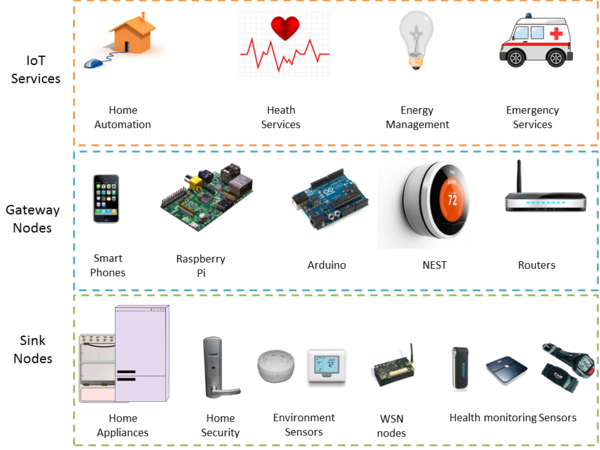 IoT
Services
Home
Automation
Heath
Services
Energy
Management
Emergency
Services
Gateway
Nodes
72
Smart
Phones
Raspberry
Pi
Arduino
NEST
Routers
Sink
Nodes
Home
Appliances
Home
Security
Environment
Sensors
WSN
nodes
Health monitoring Sensors